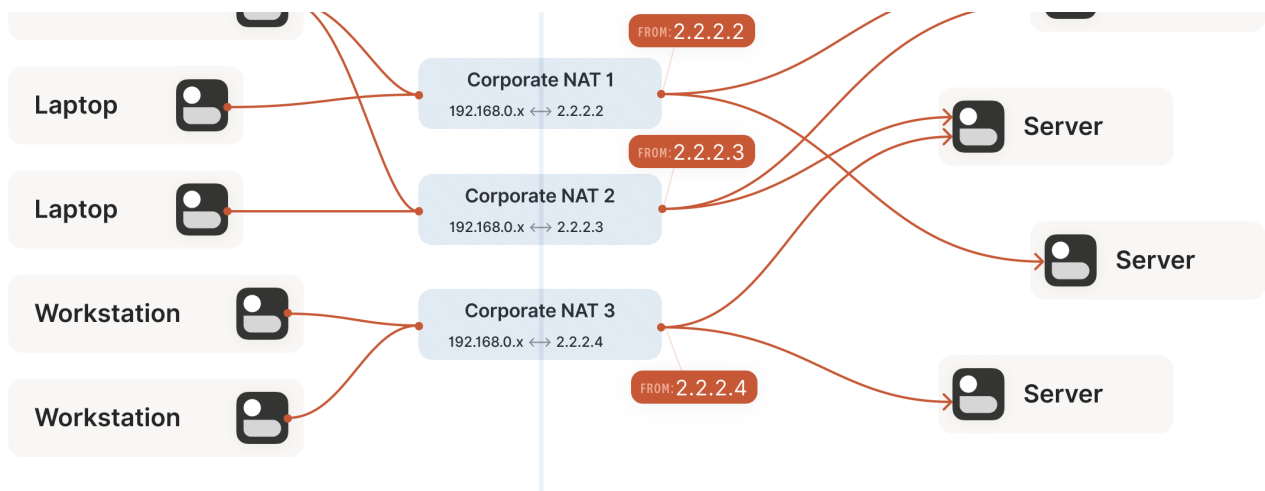 Laptop
Laptop
Workstation
Workstation
FROM: 2.2.2.2
Corporate NAT 1
192.168.0.x ⟷ 2.2.2.2
FROM: 2.2.2.3
Corporate NAT 2
192.168.0.x ⟷ 2.2.2.3
Corporate NAT 3
192.168.0.x ⟷ 2.2.2.4
FROM: 2.2.2.4
Server
Server
Server